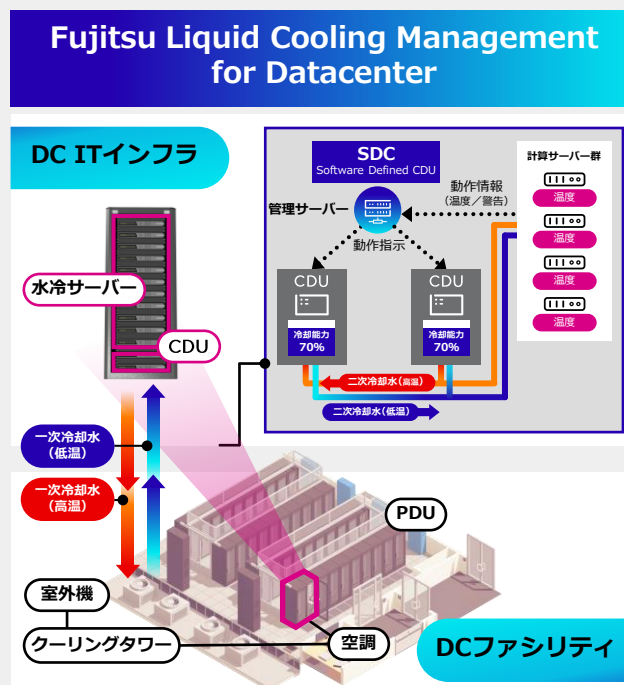 Fujitsu Liquid Cooling Management
for Datacenter
DC ITインフラ
SDC
Software Defined CDU
管理サーバー
動作情報
(温度／警告)
計算サーバー群
温度
温度
温度
温度
動作指示
CDU
冷却能力
70%
CDU
冷却能力
70%
二次冷却水(高温)
二次冷却水(低温)
水冷サーバー
CDU
一次冷却水
(低温)
一次冷却水
(高温)
PDU
室外機
クーリングタワー
空調
DCファシリティ